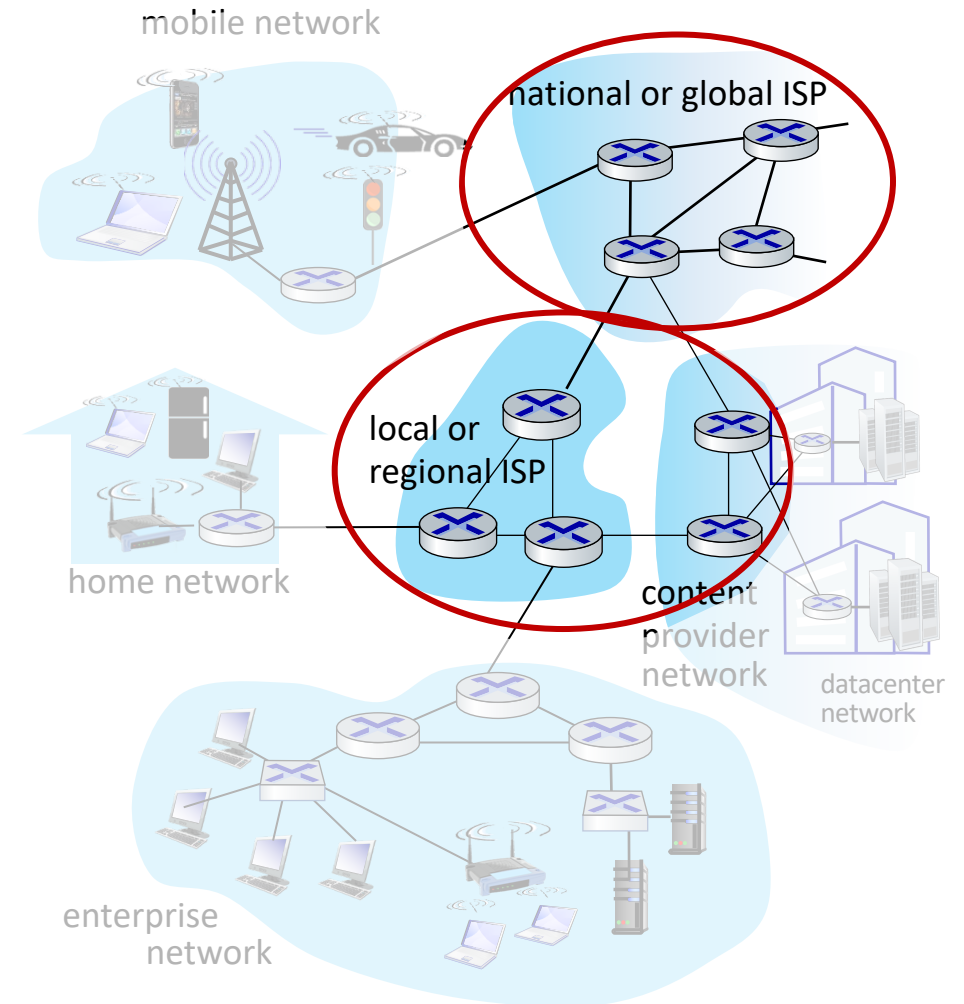 mobile network
national or global ISP
local or
regional ISP
home network
content
provider
network
datacenter
network
enterprise
network